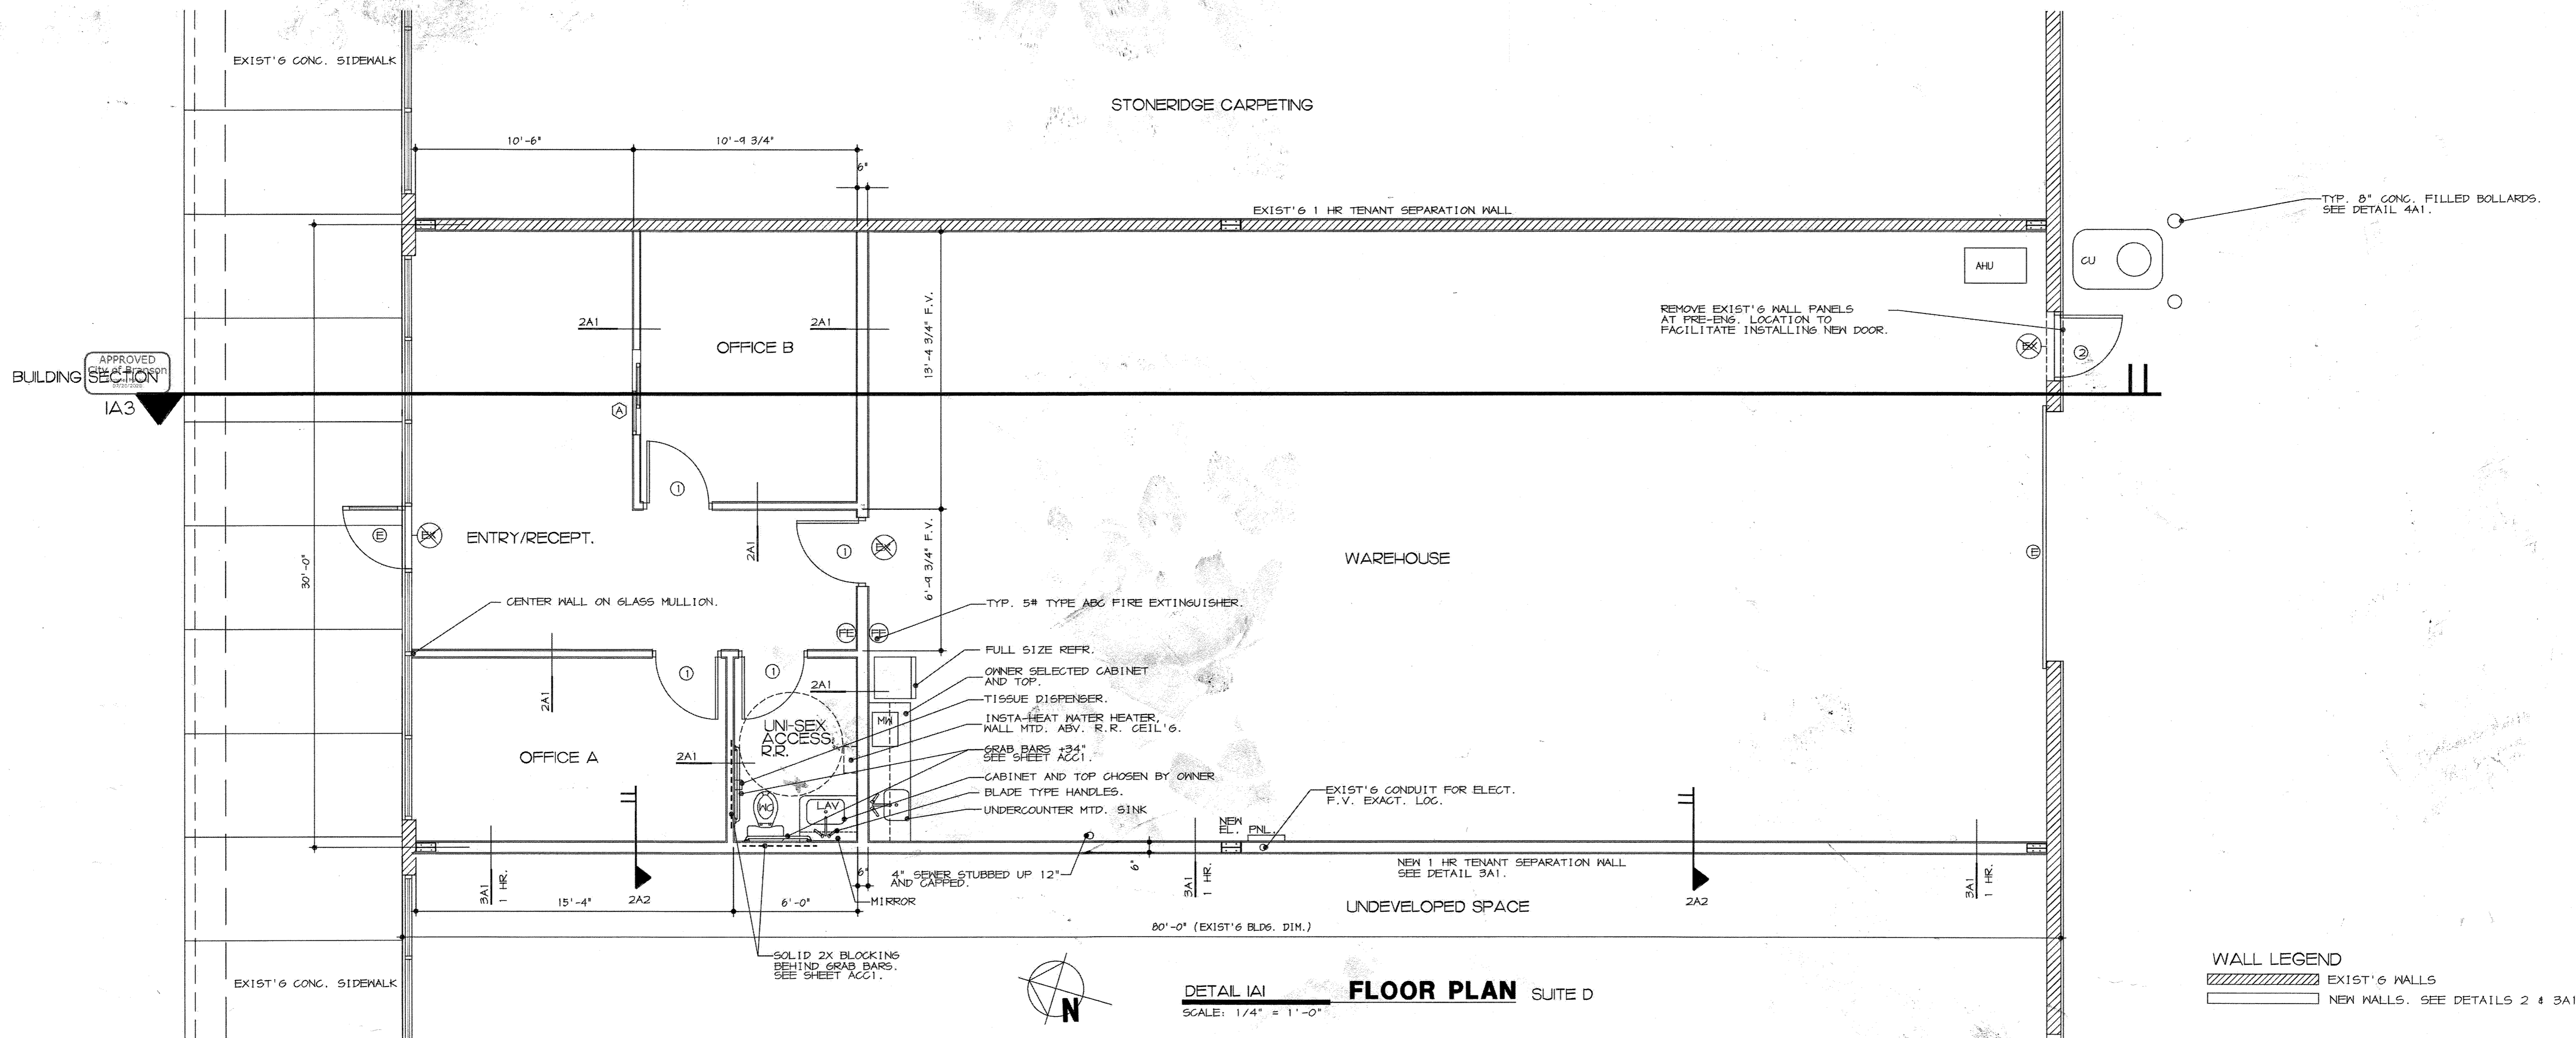 EXIST'G CONC. SIDEWALK
STONERIDGE CARPETING
10'-6"
10'-9 3/4"
6"
EXIST'G 1 HR TENANT SEPARATION WALL
TYP. 8" CONC. FILLED BOLLARDS.
SEE DETAIL 4A1.
CU
AHU
REMOVE EXIST'G WALL PANELS
AT PRE-ENG. LOCATION TO
FACILITATE INSTALLING NEW DOOR.
EX
2
2A1
2A1
OFFICE B
13'-4 3/4" F.V.
APPROVED
City of Branson
BUILDING SECTION
1A3
A
1
E
EX
ENTRY/RECEPT.
2A1
1
EX
6'-9 3/4" F.V.
WAREHOUSE
E
30'-0"
CENTER WALL ON GLASS MULLION.
TYP. 5# TYPE ABC FIRE EXTINGUISHER.
FE
FE
FULL SIZE REFR.
OWNER SELECTED CABINET
AND TOP.
TISSUE DISPENSER.
INSTA-HEAT WATER HEATER,
WALL MTD. ABV. R.R. CEIL'G.
GRAB BARS +34"
SEE SHEET ACC1.
CABINET AND TOP CHOSEN BY OWNER
BLADE TYPE HANDLES.
UNDERCOUNTER MTD. SINK
2A1
1
1
2A1
MW
UNI-SEX
ACCESS.
R.R.
OFFICE A
2A1
WC
LAV
EXIST'G CONDUIT FOR ELECT.
F.V. EXACT. LOC.
NEW
EL. PNL.
3A1
1 HR.
2A2
6"
4" SEWER STUBBED UP 12"
AND CAPPED.
6"
3A1
1 HR.
NEW 1 HR TENANT SEPARATION WALL
SEE DETAIL 3A1.
2A2
3A1
1 HR.
15'-4"
6'-0"
MIRROR
UNDEVELOPED SPACE
80'-0" (EXIST'G BLDG. DIM.)
SOLID 2X BLOCKING
BEHIND GRAB BARS.
SEE SHEET ACC1.
EXIST'G CONC. SIDEWALK
N
DETAIL 1A1
FLOOR PLAN SUITE D
SCALE: 1/4" = 1'-0"
WALL LEGEND
EXIST'G WALLS
NEW WALLS. SEE DETAILS 2 & 3A1